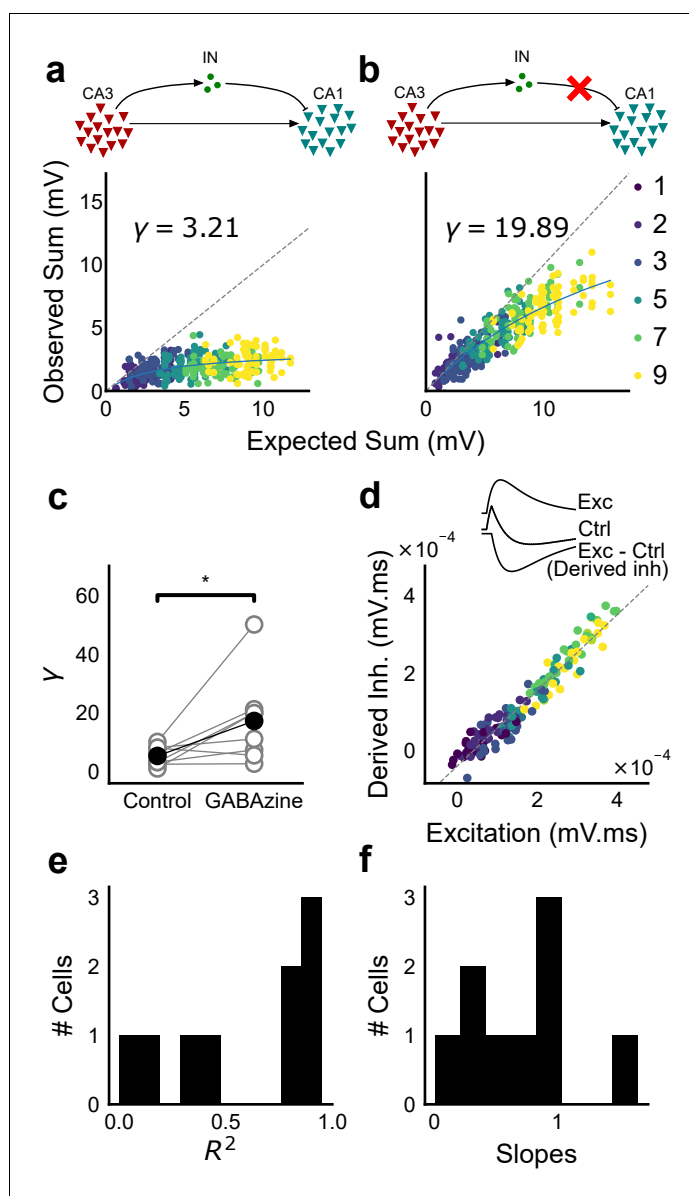 a
IN
CA3
CA1
b
IN
CA3
CA1
Observed Sum (mV)
15
10
5
0
γ = 3.21
0
5
10
γ = 19.89
0
10
1
2
3
5
7
9
Expected Sum (mV)
c
*
γ
60
40
20
0
Control
GABAzine
d
Exc
Ctrl
Exc - Ctrl
(Derived inh)
×10⁻⁴
Derived Inh. (mV.ms)
4
2
0
0
2
4
×10⁻⁴
Excitation (mV.ms)
e
# Cells
3
2
1
0
0.0
0.5
1.0
R²
f
# Cells
3
2
1
0
0
1
Slopes